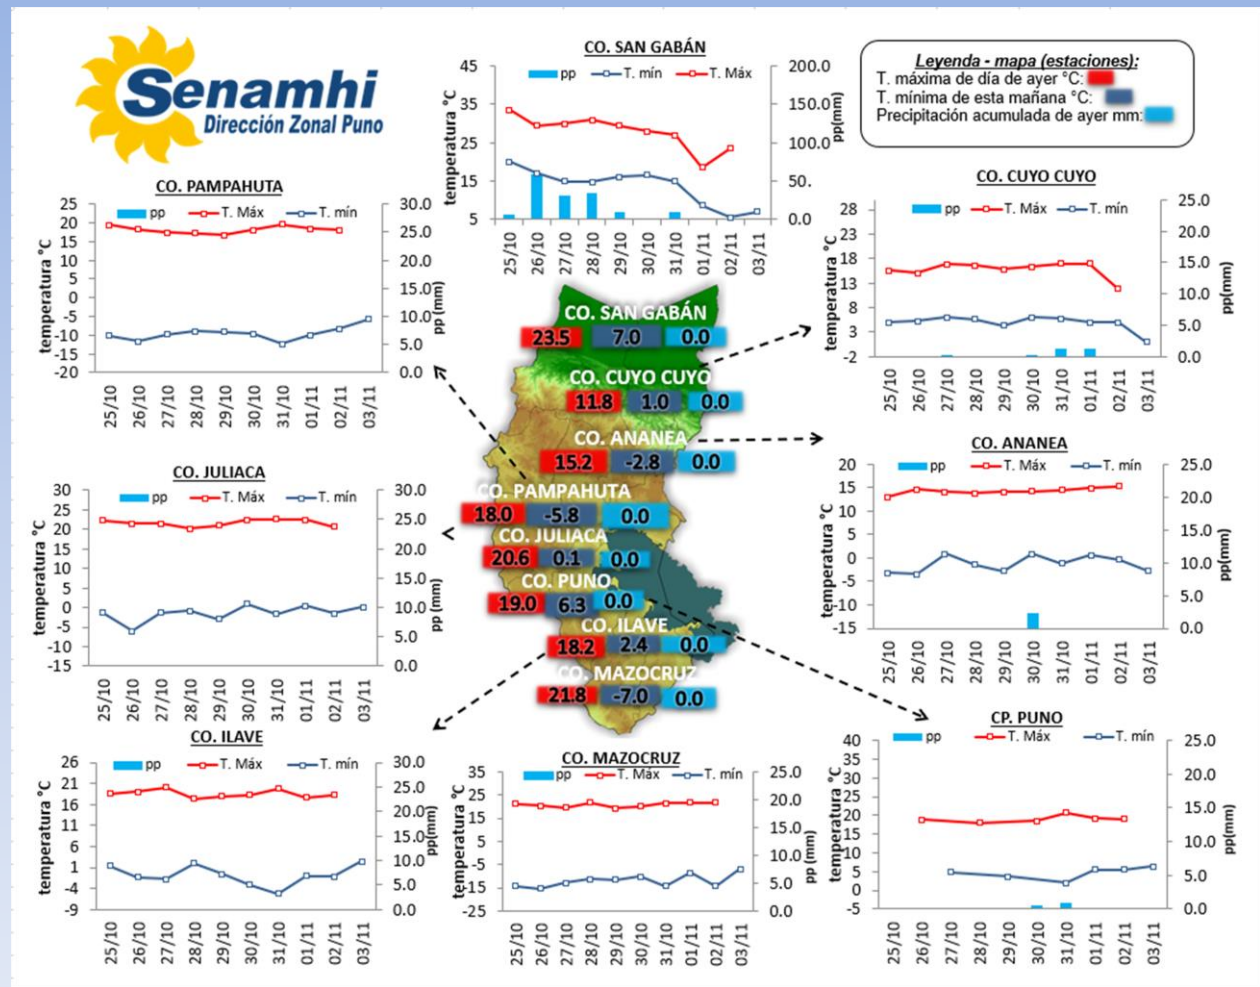 Senamhi
Dirección Zonal Puno
CO. SAN GABÁN
pp T. mín T. Máx
temperatura °C
45
35
25
15
5
200.0
150.0
100.0
50.
0.0
pp(mm)
25/10 26/10 27/10 28/10 29/10 30/10 31/10 01/11 02/11 03/11
Leyenda - mapa (estaciones):
T. máxima de día de ayer °C:
T. mínima de esta mañana °C:
Precipitación acumulada de ayer mm:
CO. PAMPAHUTA
pp T. Máx T. mín
temperatura °C
25
20
15
10
5
0
-5
-10
-15
-20
30.0
25.0
20.0
15.0
10.0
5.0
0.0
pp (mm)
25/10 26/10 27/10 28/10 29/10 30/10 31/10 01/11 02/11 03/11
CO. CUYO CUYO
pp T. Máx T. mín
temperatura °C
28
23
18
13
8
3
-2
25.0
20.0
15.0
10.0
5.0
0.0
pp(mm)
25/10 26/10 27/10 28/10 29/10 30/10 31/10 01/11 02/11 03/11
CO. SAN GABÁN
23.5 7.0 0.0
CO. CUYO CUYO
11.8 1.0 0.0
CO. ANANEA
15.2 -2.8 0.0
CO. PAMPAHUTA
18.0 -5.8 0.0
CO. JULIACA
20.6 0.1 0.0
CO. PUNO
19.0 6.3 0.0
CO. ILAVE
18.2 2.4 0.0
CO. MAZOCRUZ
21.8 -7.0 0.0
CO. JULIACA
pp T. Máx T. mín
temperatura °C
30
25
20
15
10
5
0
-5
-10
-15
30.0
25.0
20.0
15.0
10.0
5.0
0.0
pp (mm)
25/10 26/10 27/10 28/10 29/10 30/10 31/10 01/11 02/11 03/11
CO. ANANEA
pp T. Máx T. mín
temperatura °C
20
15
10
5
0
-5
-10
-15
25.0
20.0
15.0
10.0
5.0
0.0
pp(mm)
25/10 26/10 27/10 28/10 29/10 30/10 31/10 01/11 02/11 03/11
CO. ILAVE
pp T. Máx T. mín
temperatura °C
26
21
16
11
6
1
-4
-9
30.0
25.0
20.0
15.0
10.0
5.0
0.0
pp(mm)
25/10 26/10 27/10 28/10 29/10 30/10 31/10 01/11 02/11 03/11
CO. MAZOCRUZ
pp T. Máx T. mín
temperatura °C
35
25
15
5
-5
-15
-25
25.0
20.0
15.0
10.0
5.0
0.0
pp (mm)
25/10 26/10 27/10 28/10 29/10 30/10 31/10 01/11 02/11 03/11
CP. PUNO
pp T. Máx T. mín
temperatura °C
40
35
30
25
20
15
10
5
0
-5
25.0
20.0
15.0
10.0
5.0
0.0
pp(mm)
25/10 26/10 27/10 28/10 29/10 30/10 31/10 01/11 02/11 03/11